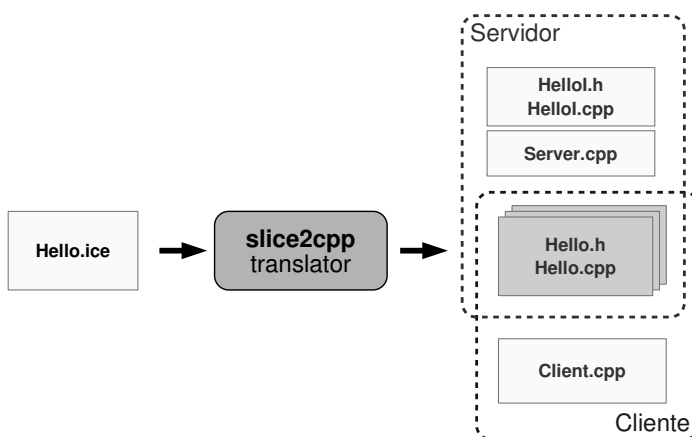 Servidor
HelloI.h
HelloI.cpp
Server.cpp
Hello.ice
slice2cpp
translator
Hello.h
Hello.cpp
Client.cpp
Cliente